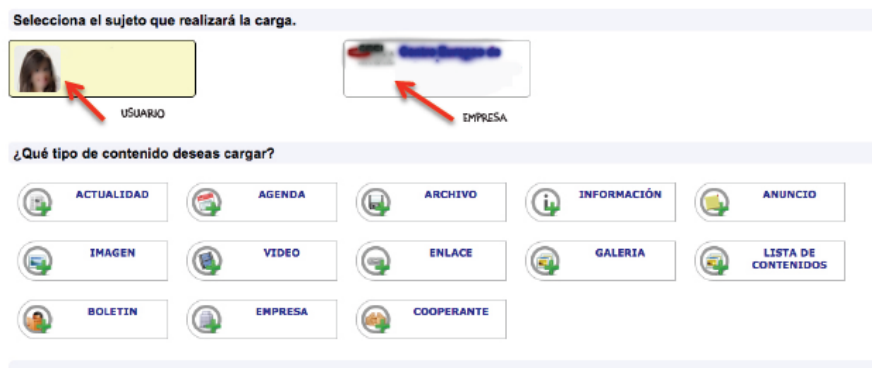 Selecciona el sujeto que realizará la carga.
USUARIO
EMPRESA
¿Qué tipo de contenido deseas cargar?
ACTUALIDAD
AGENDA
ARCHIVO
INFORMACIÓN
ANUNCIO
IMAGEN
VIDEO
ENLACE
GALERIA
LISTA DE
CONTENIDOS
BOLETIN
EMPRESA
COOPERANTE